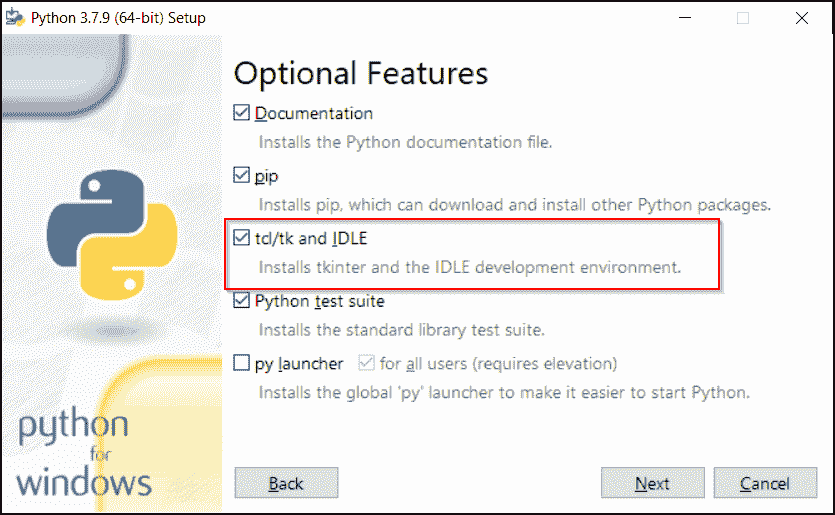 Python 3.7.9 (64-bit) Setup
Optional Features
Documentation
Installs the Python documentation file.
pip
Installs pip, which can download and install other Python packages.
tcl/tk and IDLE
Installs tkinter and the IDLE development environment.
Python test suite
Installs the standard library test suite.
py launcher for all users (requires elevation)
Installs the global 'py' launcher to make it easier to start Python.
python
for
windows
Back Next Cancel